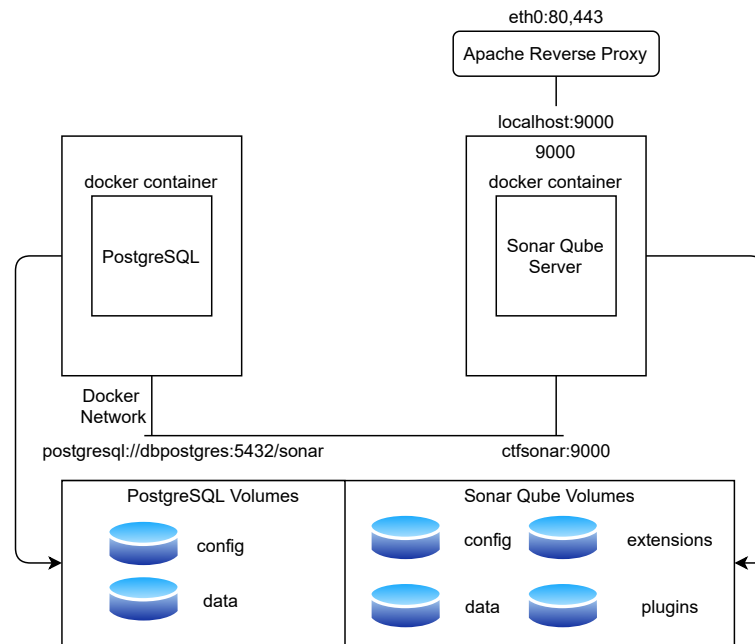 eth0:80,443
Apache Reverse Proxy
localhost:9000
9000
docker container
docker container
PostgreSQL
Sonar Qube
Server
Docker
Network
postgresql://dbpostgres:5432/sonar
ctfsonar:9000
PostgreSQL Volumes
Sonar Qube Volumes
config
config
extensions
data
data
plugins